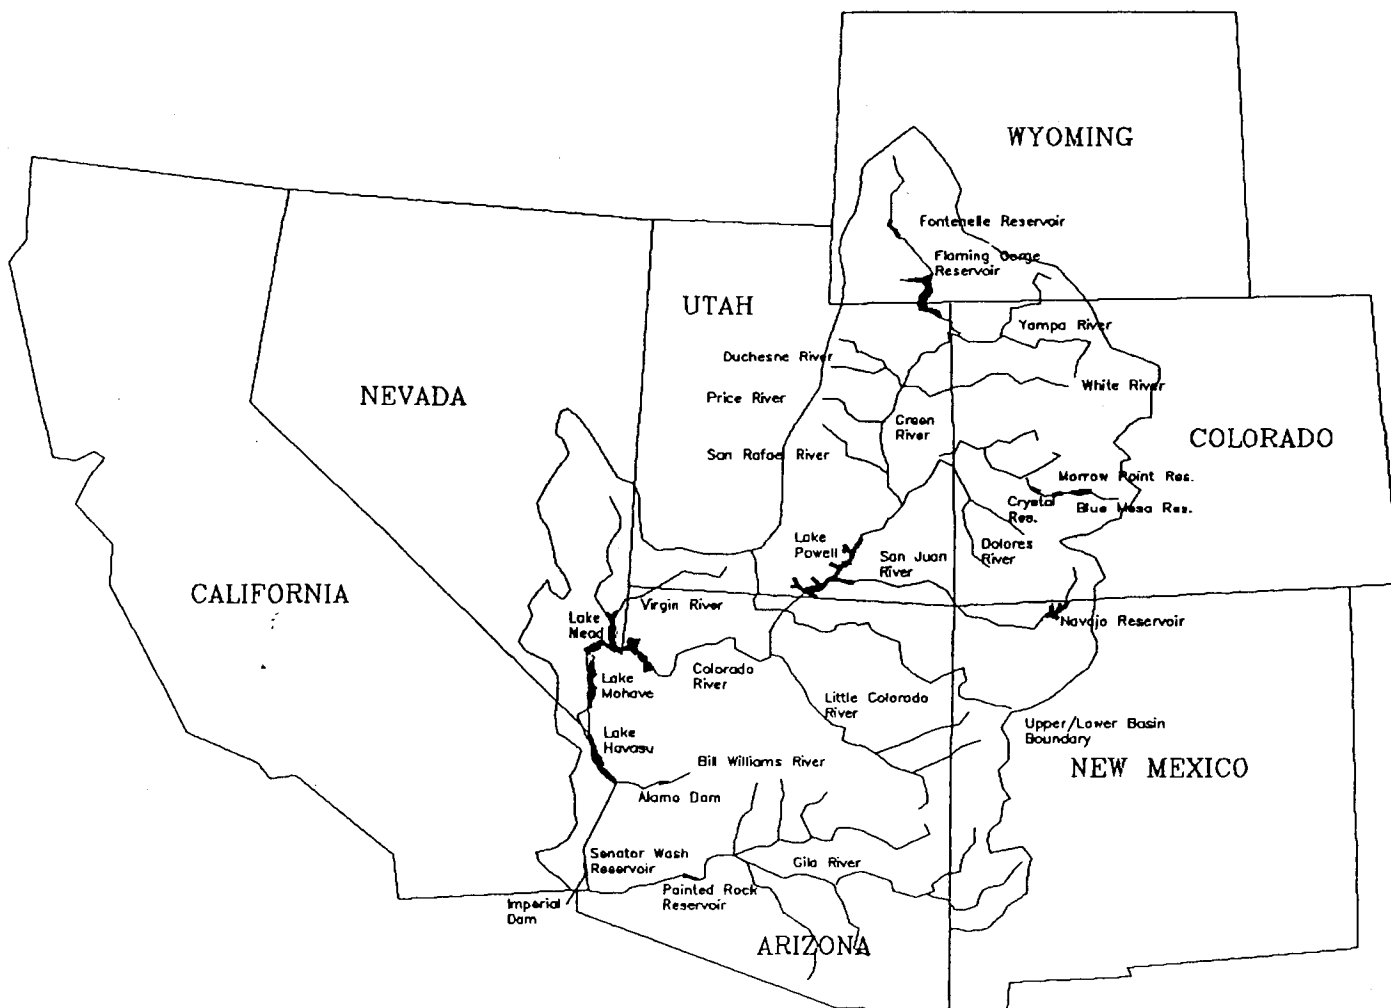 WYOMING
Fontenelle Reservoir
Flaming Gorge
Reservoir
UTAH
Yampa River
Duchesne River
White River
NEVADA
Price River
Green
River
COLORADO
San Rafael River
Morrow Point Res.
Crystal
Res.
Blue Mesa Res.
Lake
Powell
San Juan
River
Dolores
River
CALIFORNIA
Virgin River
Lake
Mead
Navajo Reservoir
Colorado
River
Lake
Mohave
Little Colorado
River
Upper/Lower Basin
Boundary
Lake
Havasu
Bill Williams River
NEW MEXICO
Alamo Dam
Senator Wash
Reservoir
Gila River
Painted Rock
Reservoir
Imperial
Dam
ARIZONA